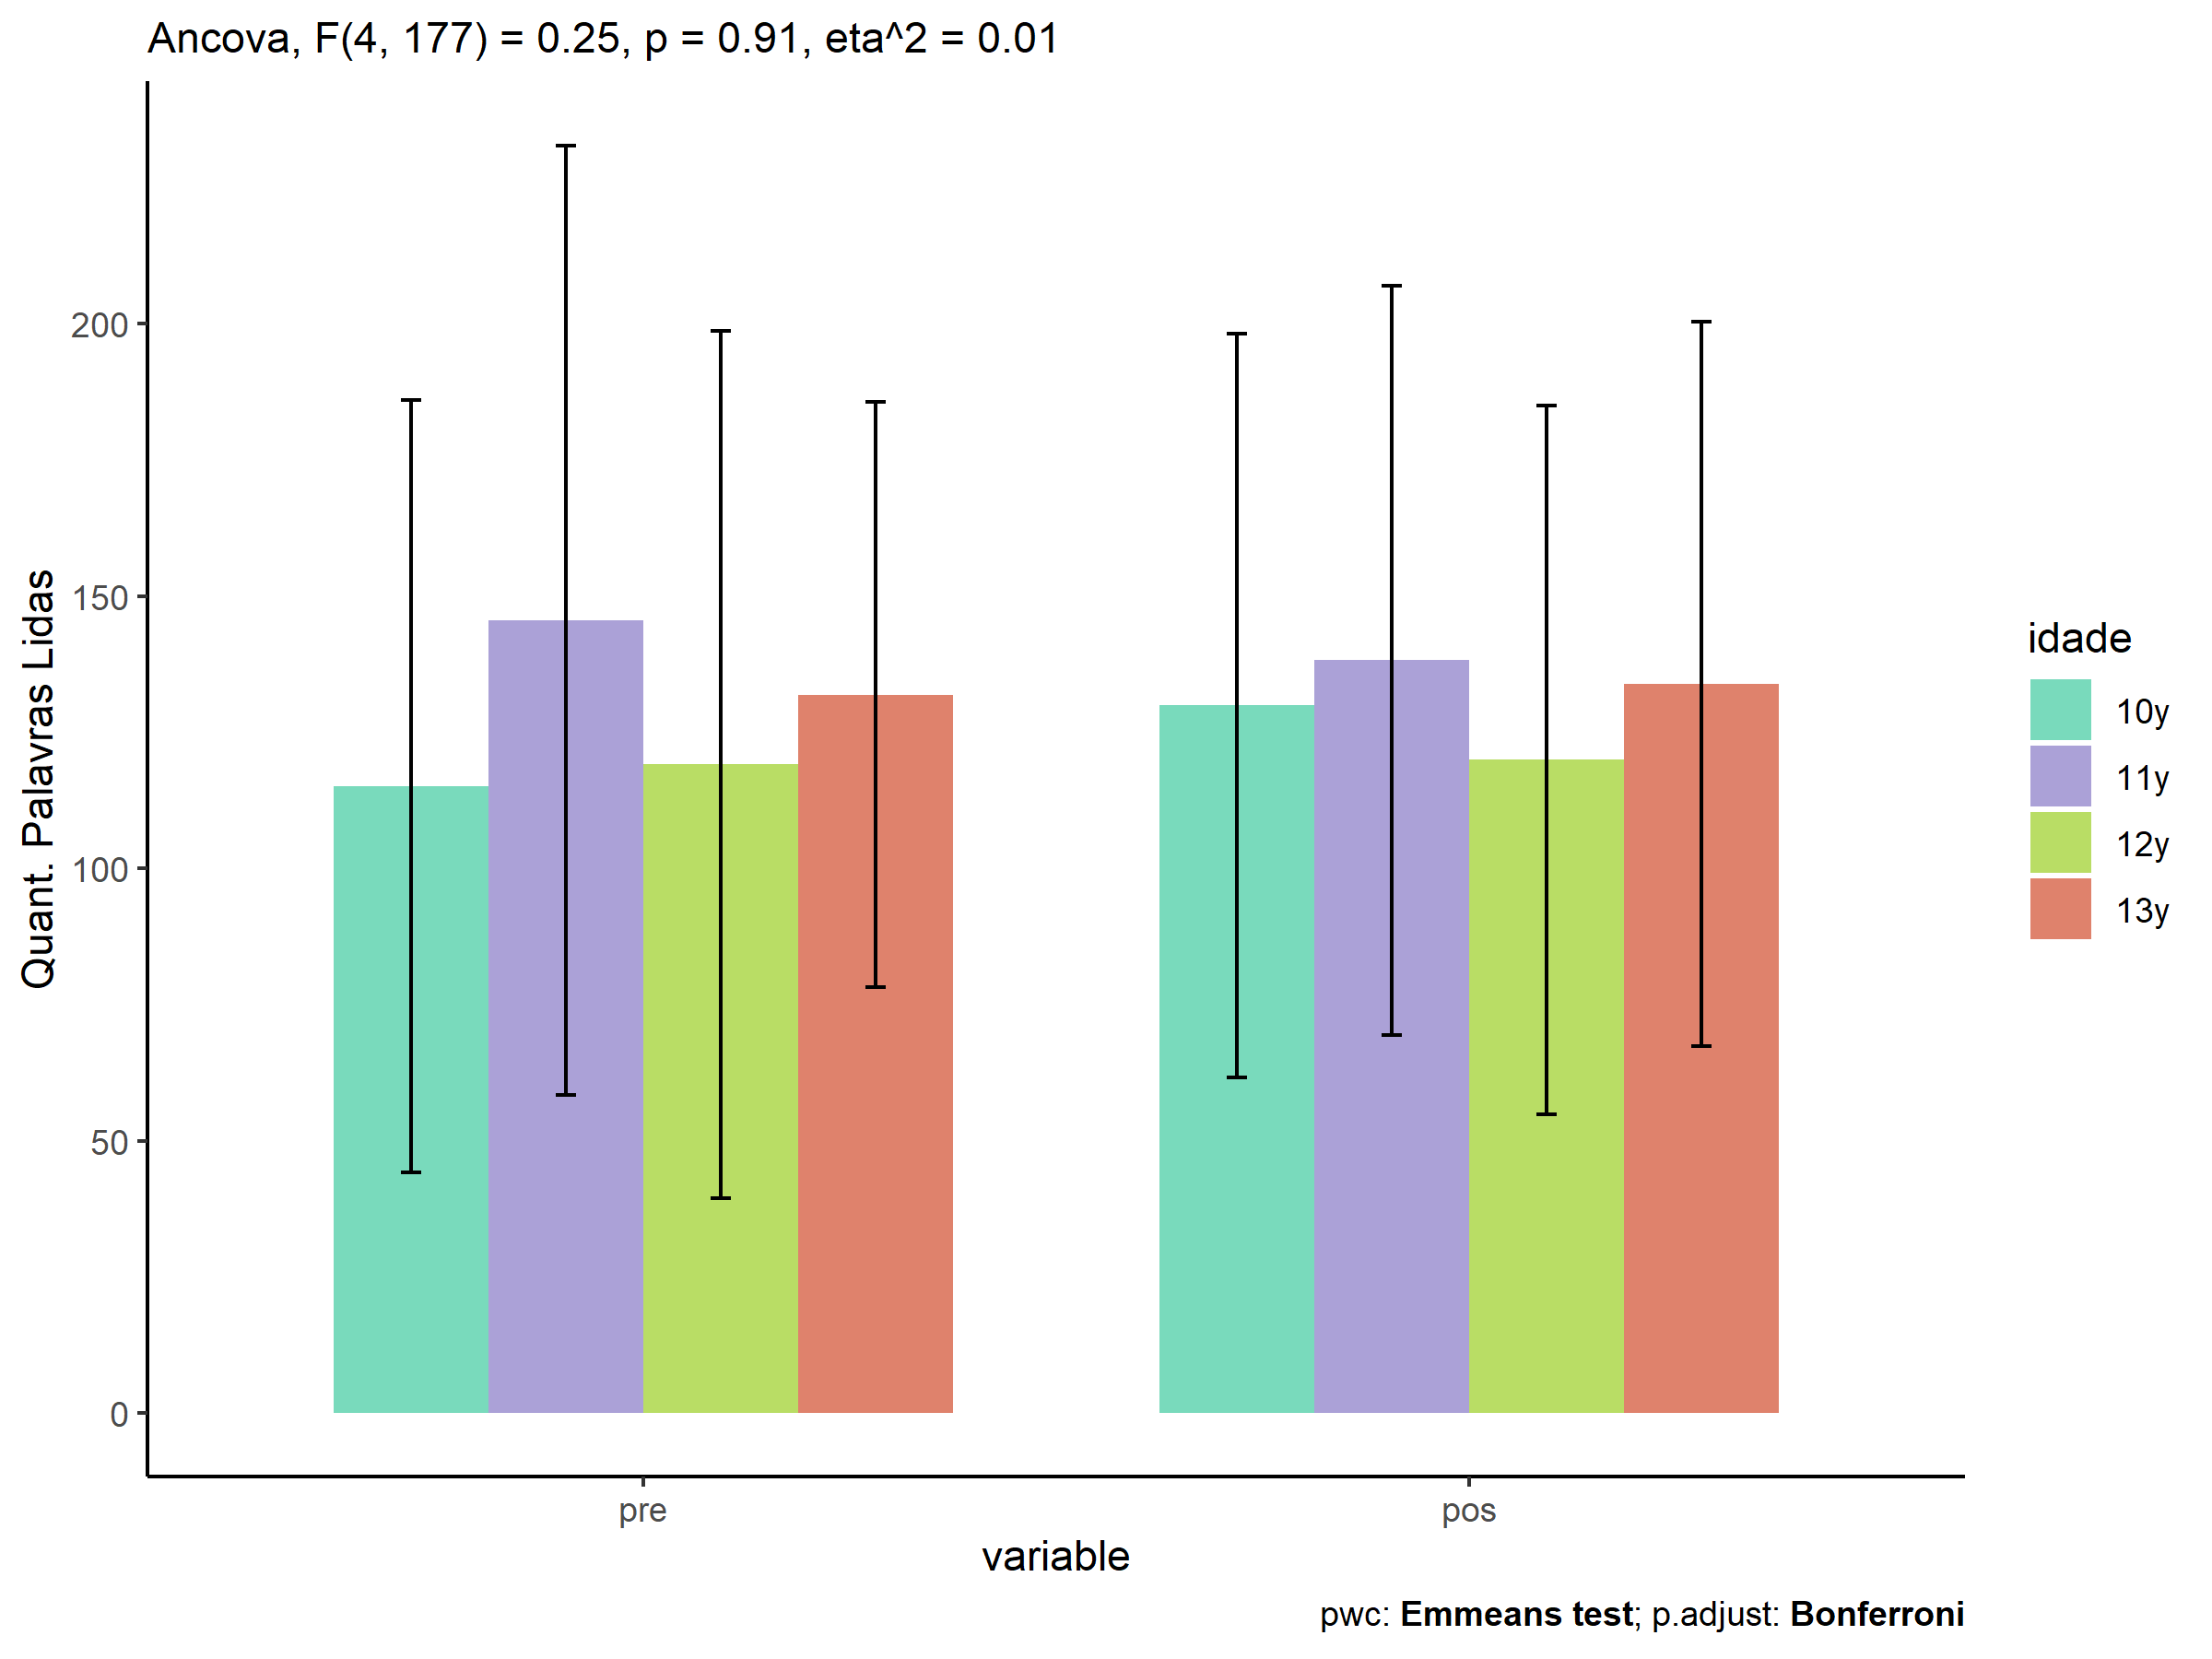 Ancova, F(4, 177) = 0.25, p = 0.91, eta^2 = 0.01
Quant. Palavras Lidas
200
150
100
50
0
pre
pos
variable
idade
10y
11y
12y
13y
pwc: Emmeans test; p.adjust: Bonferroni